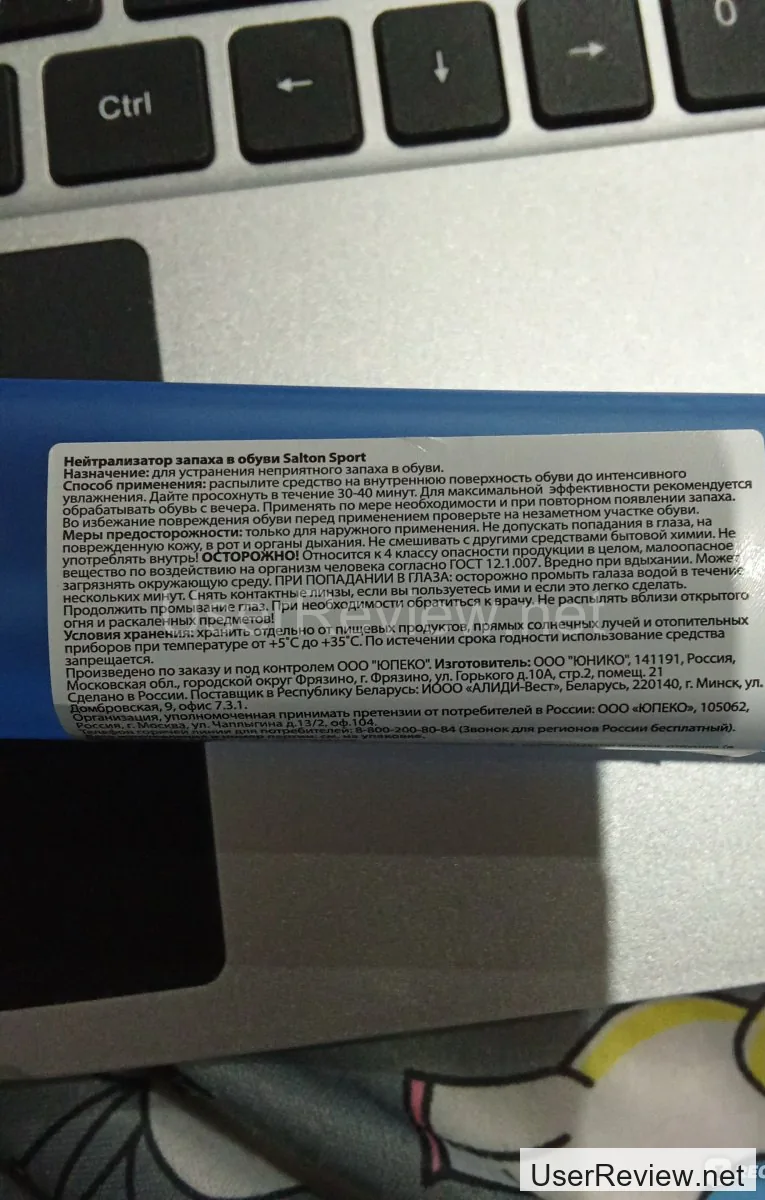 0
Ctrl ← ↓ →
Нейтрализатор запаха в обуви Salton Sport
Назначение: для устранения неприятного запаха в обуви.
Способ применения: распылите средство на внутреннюю поверхность обуви до интенсивного
увлажнения. Дайте просохнуть в течение 30-40 минут. Для максимальной эффективности рекомендуется
обрабатывать обувь с вечера. Применять по мере необходимости и при повторном появлении запаха.
Во избежание повреждения обуви перед применением проверьте на незаметном участке обуви.
Меры предосторожности: только для наружного применения. Не допускать попадания в глаза, на
поврежденную кожу, в рот и органы дыхания. Не смешивать с другими средствами бытовой химии. Не
употреблять внутрь! ОСТОРОЖНО! Относится к 4 классу опасности продукции в целом, малоопасное
вещество по воздействию на организм человека согласно ГОСТ 12.1.007. Вредно при вдыхании. Может
загрязнять окружающую среду. ПРИ ПОПАДАНИИ В ГЛАЗА: осторожно промыть галаза водой в течение
нескольких минут. Снять контактные линзы, если вы пользуетесь ими и если это легко сделать.
Продолжить промывание глаз. При необходимости обратиться к врачу. Не распылять вблизи открытого
огня и раскаленных предметов!
Условия хранения: хранить отдельно от пищевых продуктов, прямых солнечных лучей и отопительных
приборов при температуре от +5°С до +35°С. По истечении срока годности использование средства
запрещается.
Произведено по заказу и под контролем ООО "ЮПЕКО". Изготовитель: ООО "ЮНИКО", 141191, Россия,
Московская обл., городской округ Фрязино, г. Фрязино, ул. Горького д.10А, стр.2, помещ. 21
Сделано в России. Поставщик в Республику Беларусь: ИООО «АЛИДИ-Вест», Беларусь, 220140, г. Минск, ул.
Домбровская, 9, офис 7.3.1.
Организация, уполномоченная принимать претензии от потребителей в России: ООО «ЮПЕКО», 105062,
Россия, г. Москва, ул. Чаплыгина д.13/2, оф.104.
Телефон горячей линии для потребителей: 8-800-200-80-84 (Звонок для регионов России бесплатный).
UserReview.net
UserReview.net